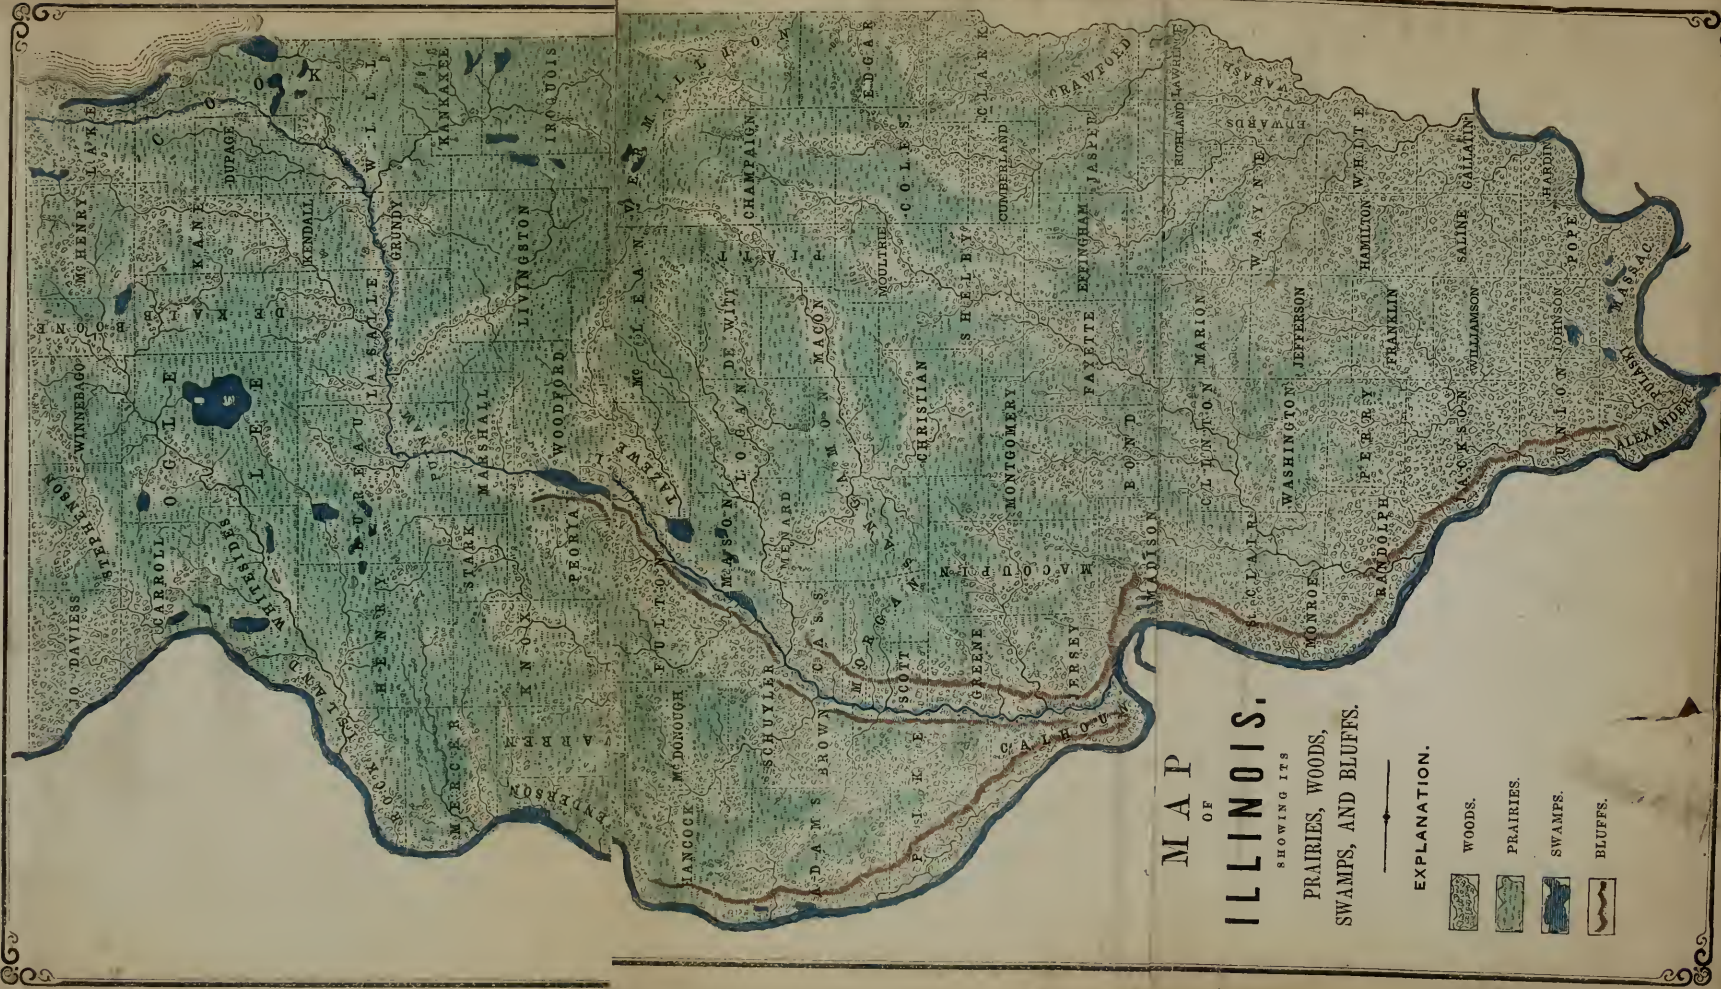 MAP
OF
ILLINOIS.
SHOWING ITS
PRAIRIES, WOODS,
SWAMPS, AND BLUFFS.
EXPLANATION.
WOODS.
PRAIRIES.
SWAMPS.
BLUFFS.
JO DAVIESS
STEPHENSON
WINNEBAGO
BOONE
McHENRY
LAKE
CARROLL
OGLE
DE KALB
KANE
DUPAGE
COOK
WHITESIDES
LEE
KENDALL
WILL
ROCK ISLAND
HENRY
BUREAU
LA SALLE
GRUNDY
KANKAKEE
MERCER
STARK
PUTNAM
MARSHALL
LIVINGSTON
IROQUOIS
HENDERSON
WARREN
KNOX
PEORIA
WOODFORD
HANCOCK
McDONOUGH
FULTON
TAZEWELL
McLEAN
VERMILLION
SCHUYLER
MASON
LOGAN
DE WITT
PIATT
CHAMPAIGN
ADAMS
BROWN
CASS
MENARD
SANGAMON
MACON
MOULTRIE
COLES
EDGAR
PIKE
SCOTT
MORGAN
CHRISTIAN
SHELBY
CUMBERLAND
CLARK
CALHOUN
GREENE
MACOUPIN
MONTGOMERY
FAYETTE
EFFINGHAM
JASPER
CRAWFORD
JERSEY
MADISON
BOND
CLINTON
MARION
RICHLAND
LAWRENCE
ST. CLAIR
WASHINGTON
JEFFERSON
WAYNE
EDWARDS
WABASH
MONROE
RANDOLPH
PERRY
FRANKLIN
HAMILTON
WHITE
JACKSON
WILLIAMSON
SALINE
GALLATIN
UNION
JOHNSON
POPE
HARDIN
ALEXANDER
PULASKI
MASSAC